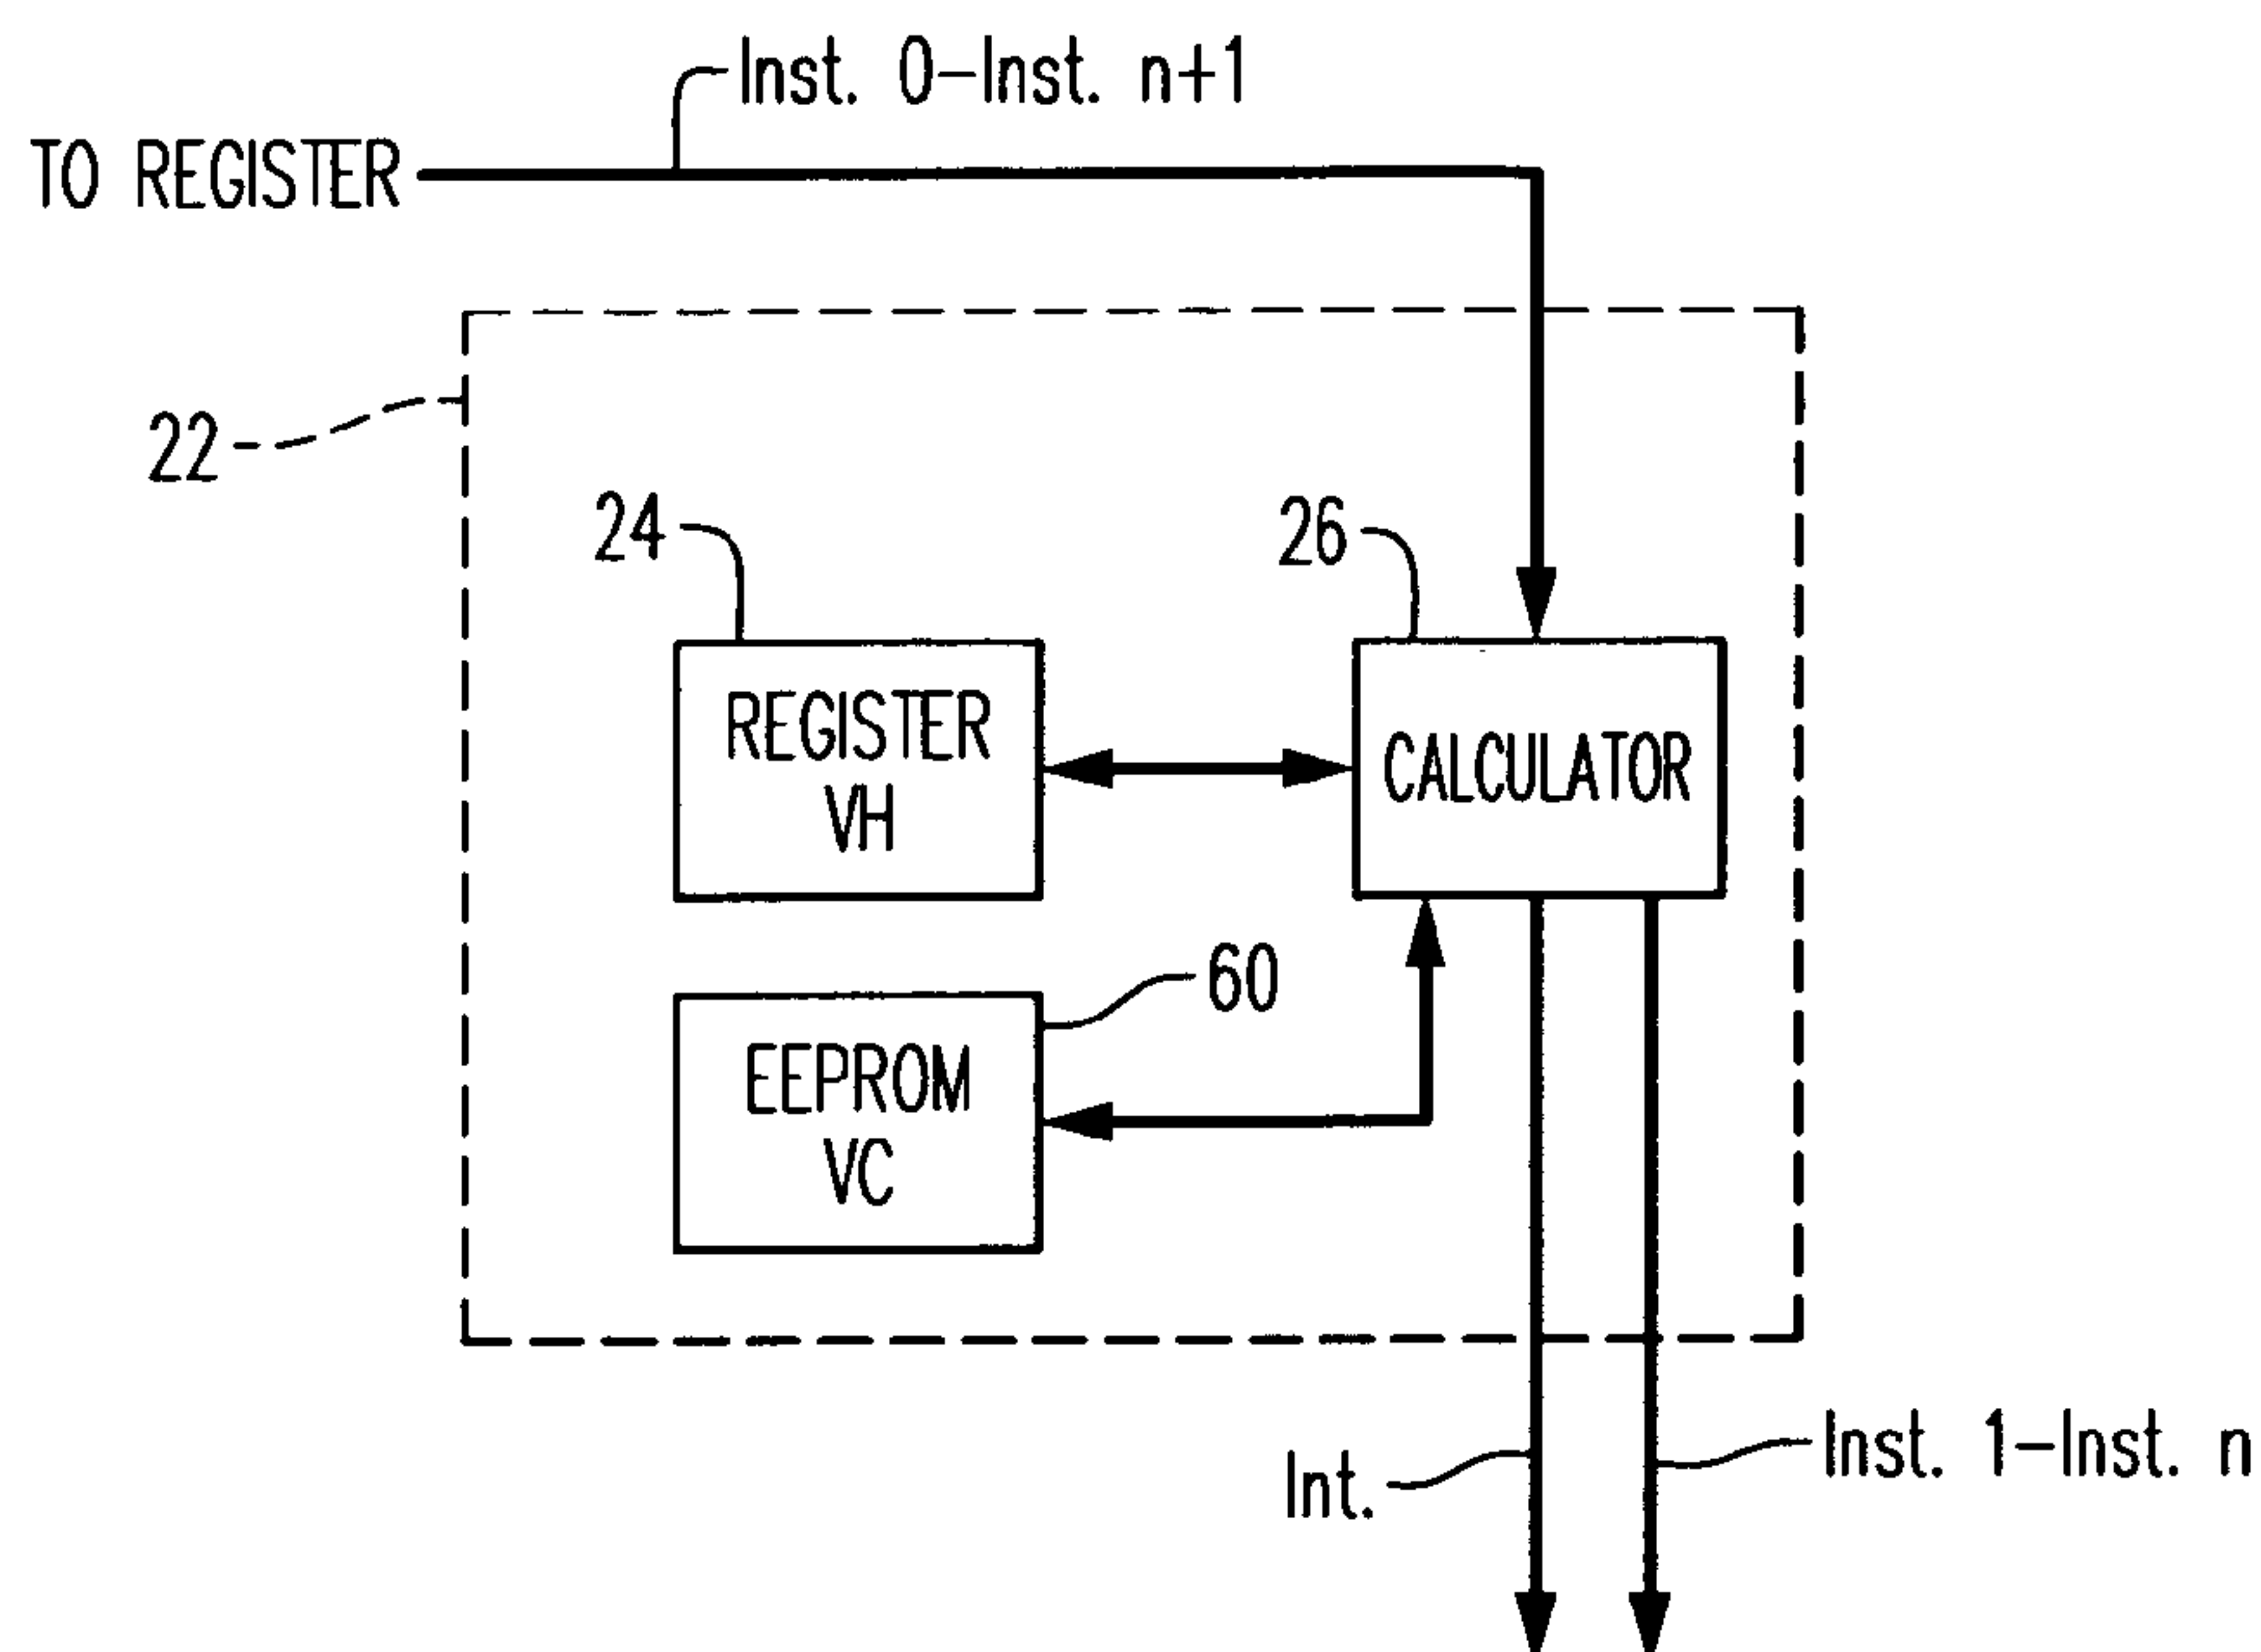 Inst. 0-Inst. n+1
TO REGISTER
22
24
26
REGISTER
VH
CALCULATOR
60
EEPROM
VC
Inst. 1-Inst. n
Int.